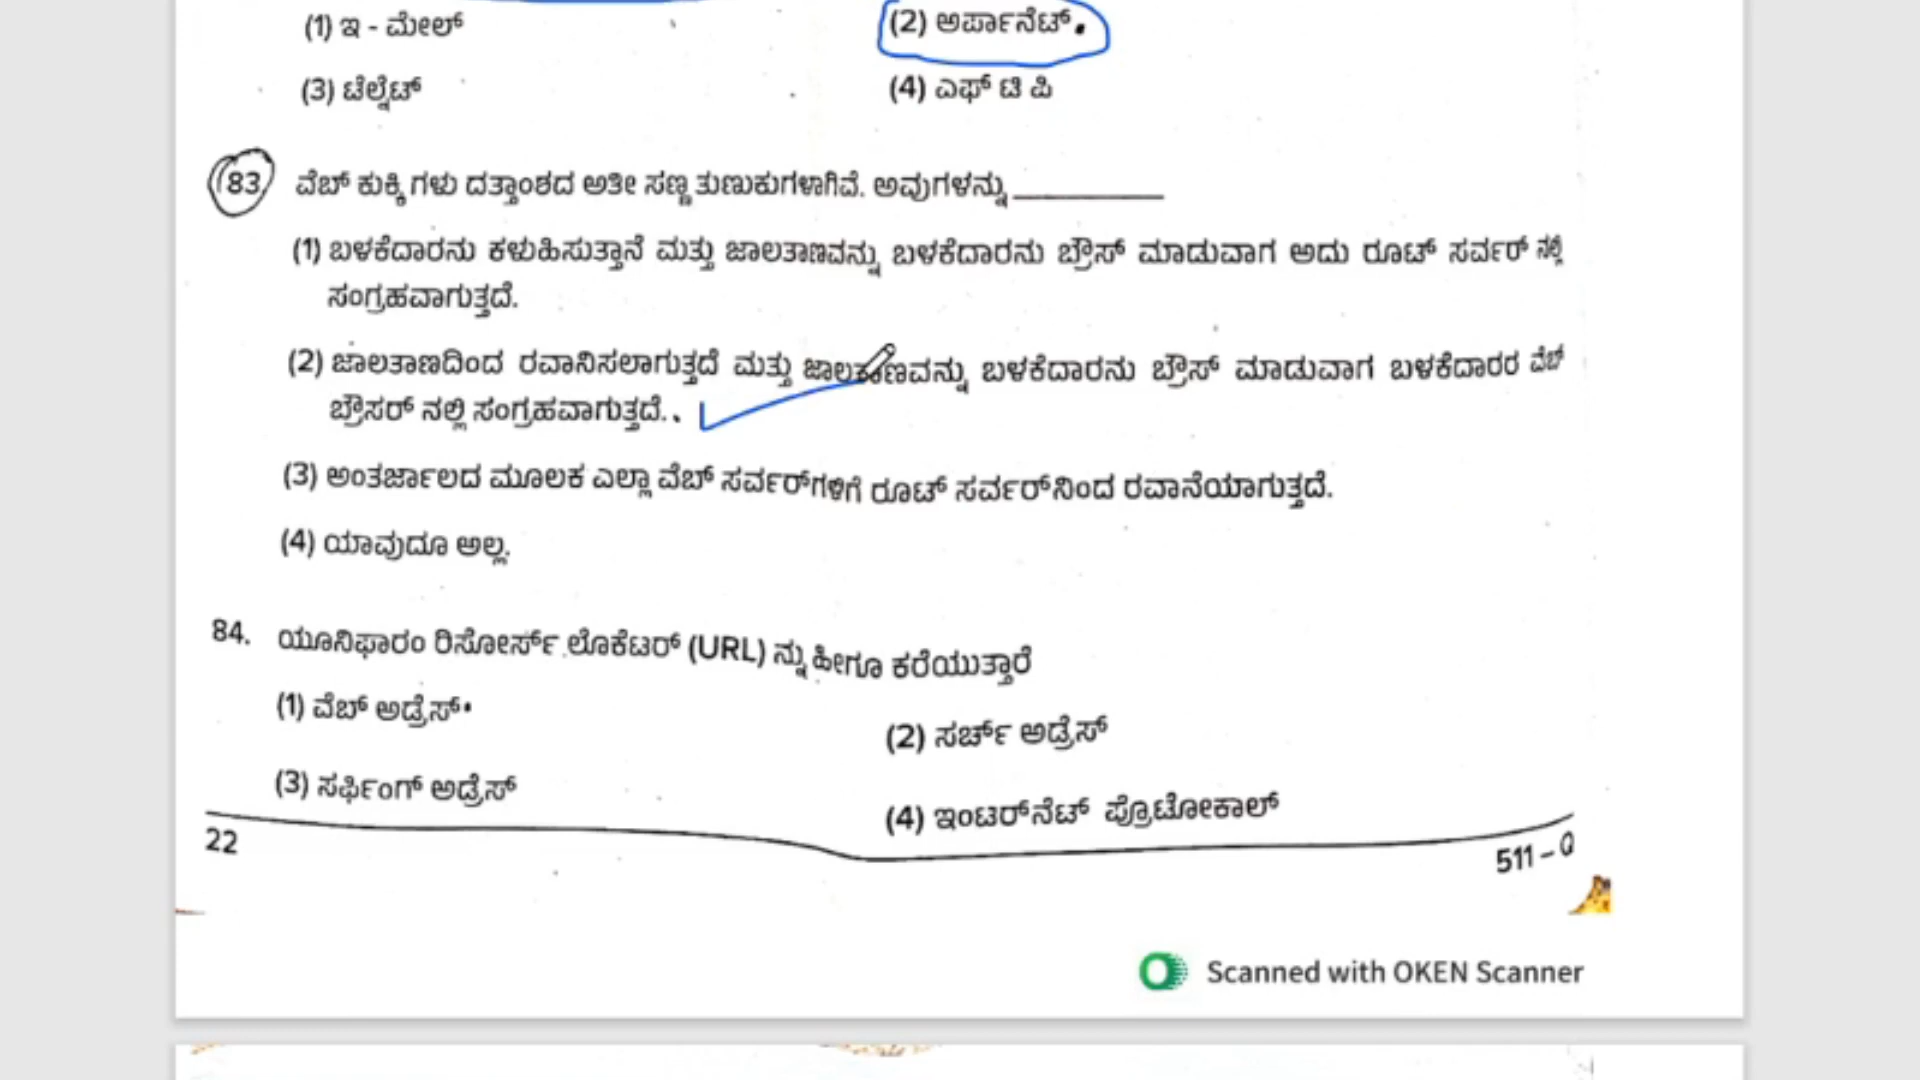 (1) ಇ - ಮೇಲ್
(2) ಅರ್ಪಾನೆಟ್.
(3) ಟೆಲ್ನೆಟ್
(4) ಎಫ್ ಟಿ ಪಿ
83. ವೆಬ್ ಕುಕ್ಕಿ ಗಳು ದತ್ತಾಂಶದ ಅತೀ ಸಣ್ಣ ತುಣುಕುಗಳಾಗಿವೆ. ಅವುಗಳನ್ನು __________
(1) ಬಳಕೆದಾರನು ಕಳುಹಿಸುತ್ತಾನೆ ಮತ್ತು ಜಾಲತಾಣವನ್ನು ಬಳಕೆದಾರನು ಬ್ರೌಸ್ ಮಾಡುವಾಗ ಅದು ರೂಟ್ ಸರ್ವರ್ ನಲ್ಲಿ
ಸಂಗ್ರಹವಾಗುತ್ತದೆ.
(2) ಜಾಲತಾಣದಿಂದ ರವಾನಿಸಲಾಗುತ್ತದೆ ಮತ್ತು ಜಾಲತಾಣವನ್ನು ಬಳಕೆದಾರನು ಬ್ರೌಸ್ ಮಾಡುವಾಗ ಬಳಕೆದಾರರ ವೆಬ್
ಬ್ರೌಸರ್ ನಲ್ಲಿ ಸಂಗ್ರಹವಾಗುತ್ತದೆ..
(3) ಅಂತರ್ಜಾಲದ ಮೂಲಕ ಎಲ್ಲಾ ವೆಬ್ ಸರ್ವರ್‌ಗಳಿಗೆ ರೂಟ್ ಸರ್ವರ್‌ನಿಂದ ರವಾನೆಯಾಗುತ್ತದೆ.
(4) ಯಾವುದೂ ಅಲ್ಲ.
84. ಯೂನಿಫಾರಂ ರಿಸೋರ್ಸ್ ಲೊಕೆಟರ್ (URL) ನ್ನು ಹೀಗೂ ಕರೆಯುತ್ತಾರೆ
(1) ವೆಬ್ ಅಡ್ರೆಸ್
(2) ಸರ್ಚ್ ಅಡ್ರೆಸ್
(3) ಸರ್ಫಿಂಗ್ ಅಡ್ರೆಸ್
(4) ಇಂಟರ್‌ನೆಟ್ ಪ್ರೊಟೋಕಾಲ್
22
511 - Q
Scanned with OKEN Scanner